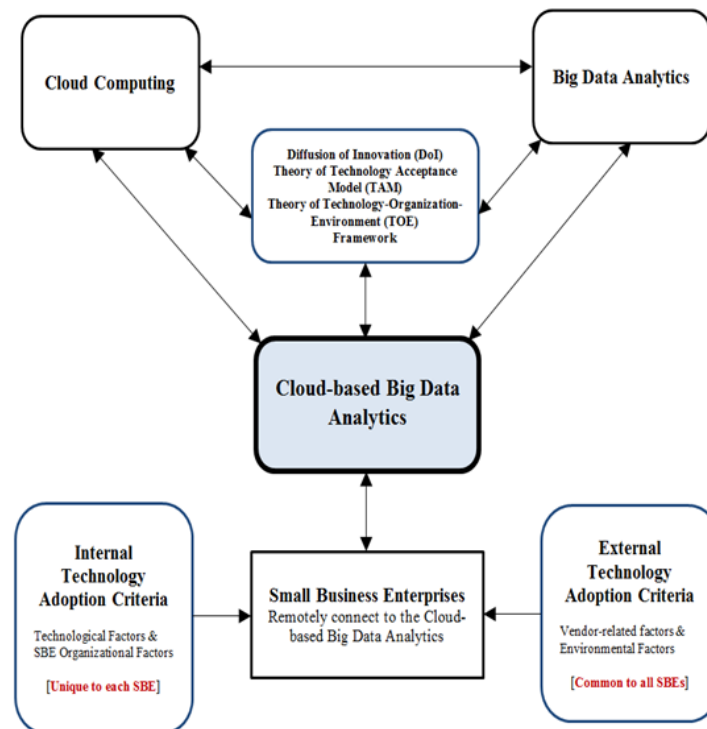 Cloud Computing
Big Data Analytics
Diffusion of Innovation (DoI)
Theory of Technology Acceptance
Model (TAM)
Theory of Technology-Organization-
Environment (TOE)
Framework
Cloud-based Big Data
Analytics
Internal
Technology
Adoption Criteria
Technological Factors &
SBE Organizational Factors
[Unique to each SBE]
Small Business Enterprises
Remotely connect to the Cloud-
based Big Data Analytics
External
Technology
Adoption Criteria
Vendor-related factors &
Environmental Factors
[Common to all SBEs]